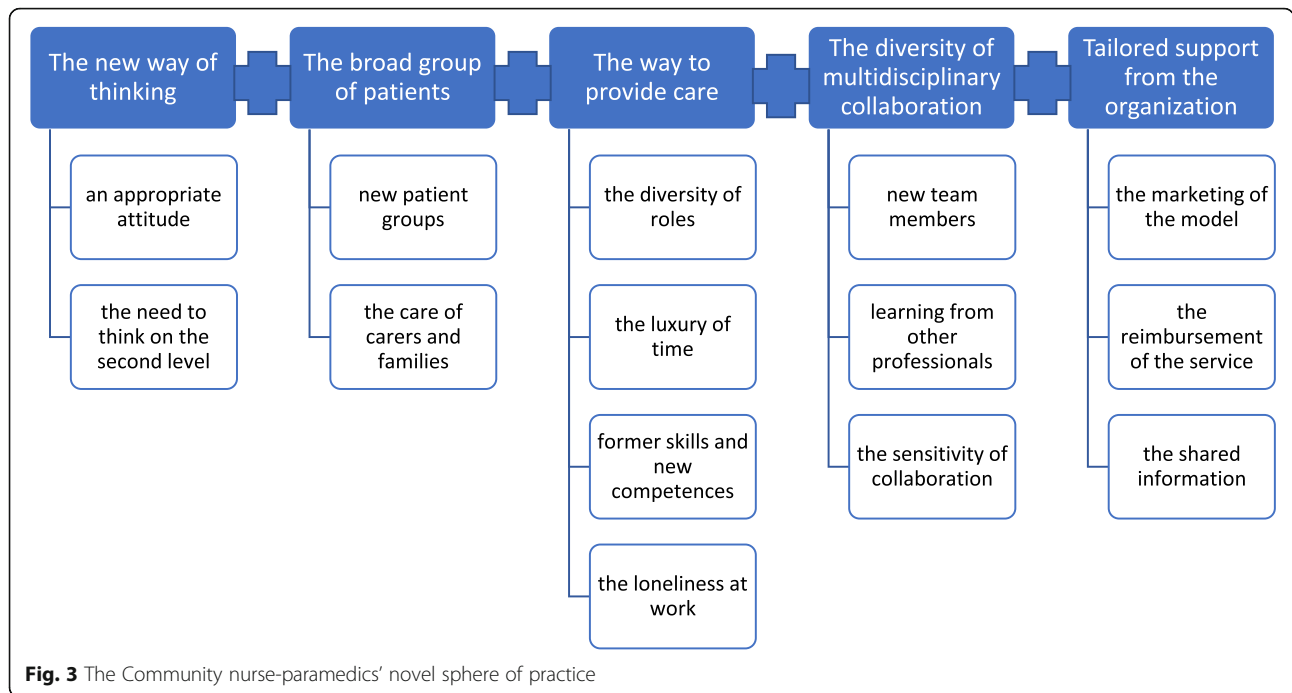 The new way of
thinking
an appropriate
attitude
the need to
think on the
second level
The broad group
of patients
new patient
groups
the care of
carers and
families
The way to
provide care
the diversity of
roles
the luxury of
time
former skills and
new
competences
the loneliness at
work
The diversity of
multidisciplinary
collaboration
new team
members
learning from
other
professionals
the sensitivity of
collaboration
Tailored support
from the
organization
the marketing of
the model
the
reimbursement
of the service
the shared
information
Fig. 3 The Community nurse-paramedics’ novel sphere of practice